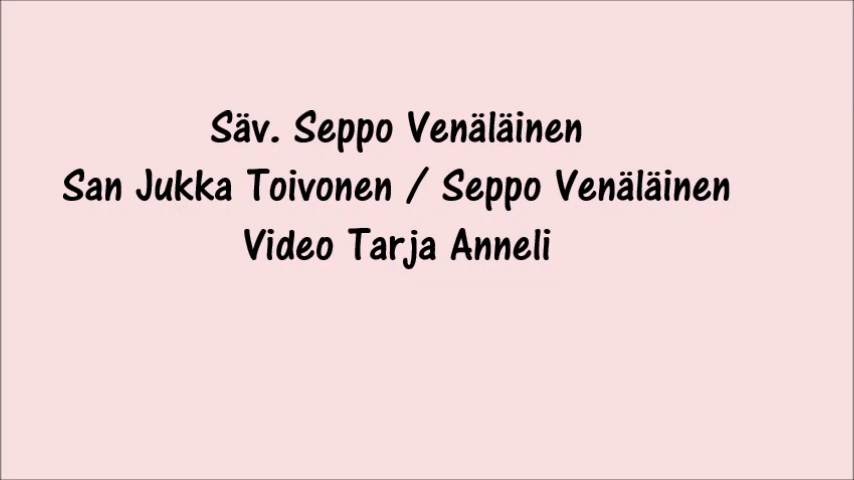 Säv. Seppo Venäläinen
San Jukka Toivonen / Seppo Venäläinen
Video Tarja Anneli